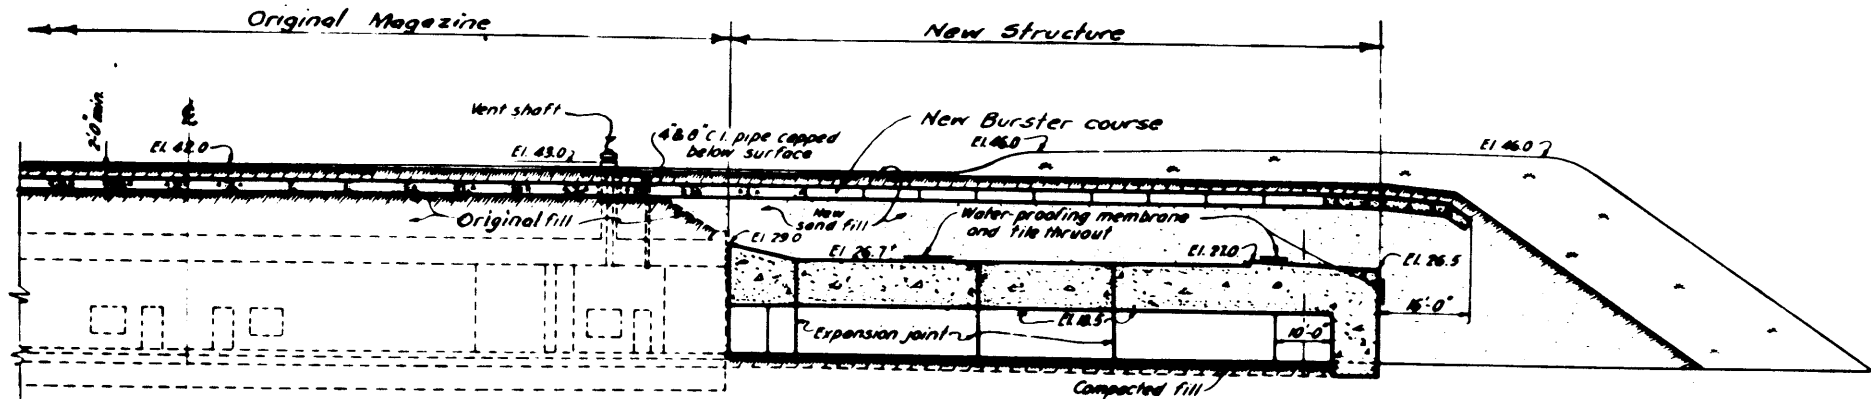 Original Magazine
New Structure
2'-0" min.
Vent shaft
4" & 8" C.I. pipe capped
below surface
New Burster course
El. 42.0
El. 43.0
El. 46.0
El 46.0
Original fill
New
sand fill
Water-proofing membrane
and tile thruout
El. 29.0
El. 26.7±
El. 27.0
El. 26.5
El. 18.5
16'-0"
Expansion joint
10'-0"
Compacted fill